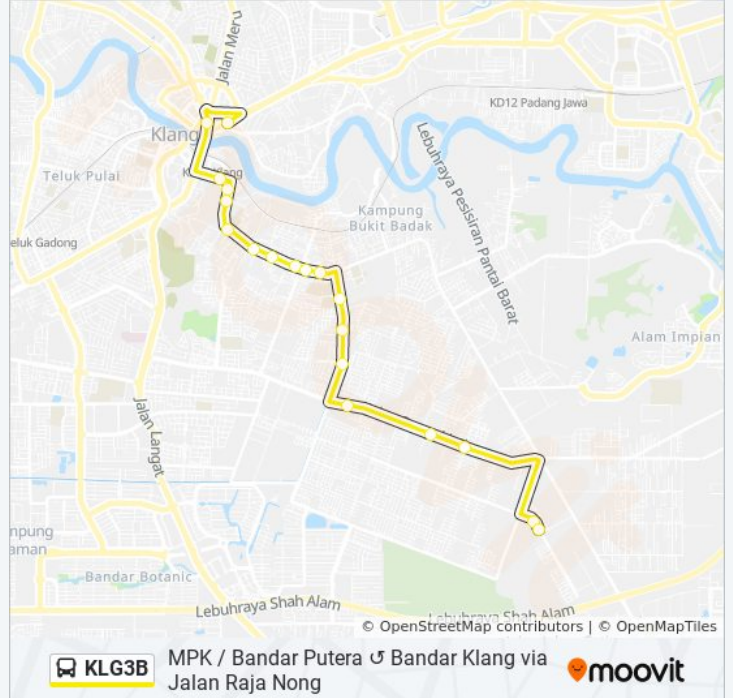 Jalan Meru
KD12 Padang Jawa
Klang
Lebuhraya Pesisiran Pantai Barat
Teluk Pulai
Kampung
Bukit Badak
eluk Gadong
Alam Impian
Jalan Langat
npung
aman
Bandar Botanic
Lebuhraya Shah Alam
Lebuhraya Shah Alam
© OpenStreetMap contributors | © OpenMapTiles
KLG3B
MPK / Bandar Putera ↺ Bandar Klang via
Jalan Raja Nong
moovit